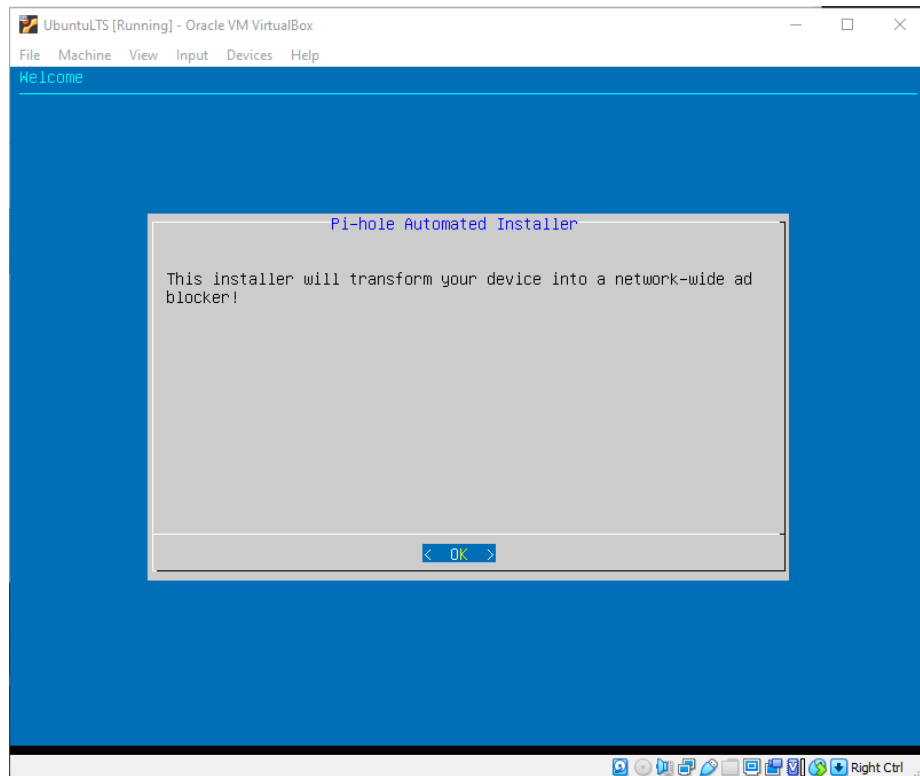 UbuntuLTS [Running] - Oracle VM VirtualBox
File Machine View Input Devices Help
Welcome
Pi-hole Automated Installer
This installer will transform your device into a network-wide ad
blocker!
< OK >
Right Ctrl